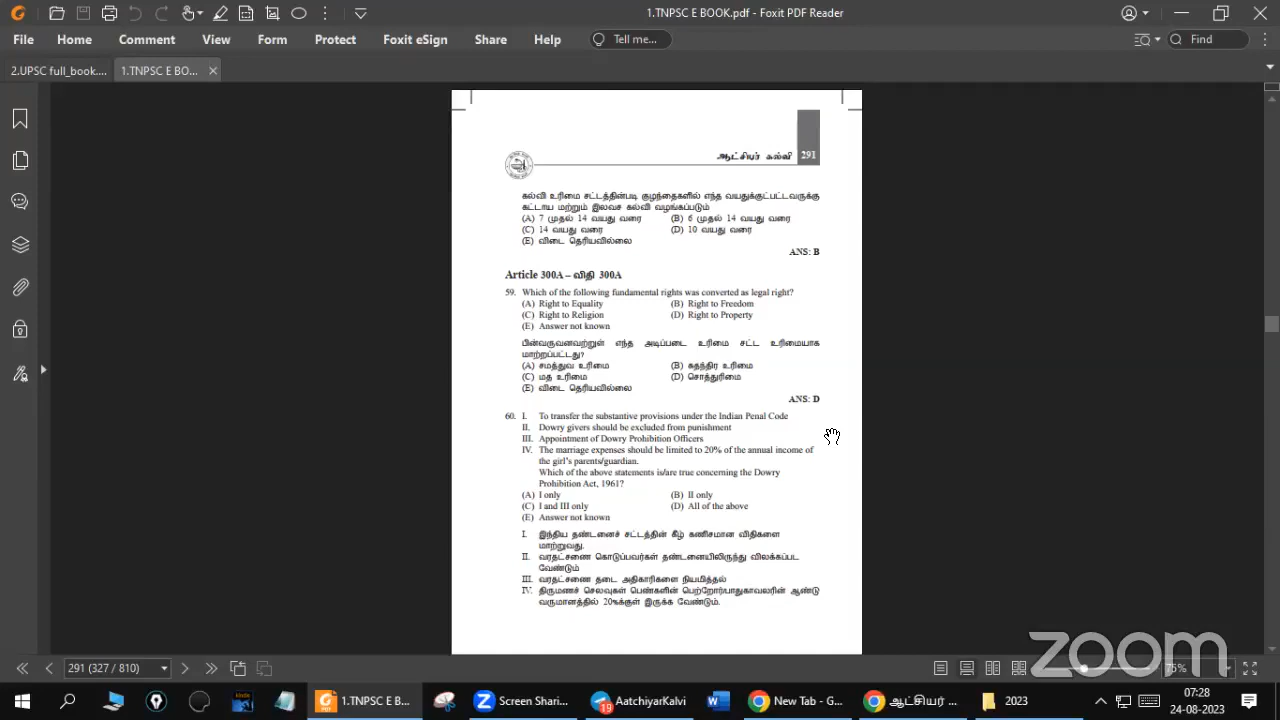 1.TNPSC E BOOK.pdf - Foxit PDF Reader
File Home Comment View Form Protect Foxit eSign Share Help Tell me... Find
2.UPSC full_book... 1.TNPSC E BO...
ஆட்சியர் கல்வி 291
கல்வி உரிமை சட்டத்தின்படி குழந்தைகளில் எந்த வயதுக்குட்பட்டவருக்கு
கட்டாய மற்றும் இலவச கல்வி வழங்கப்படும்
(A) 7 முதல் 14 வயது வரை (B) 6 முதல் 14 வயது வரை
(C) 14 வயது வரை (D) 10 வயது வரை
(E) விடை தெரியவில்லை
ANS: B
Article 300A – விதி 300A
59. Which of the following fundamental rights was converted as legal right?
(A) Right to Equality (B) Right to Freedom
(C) Right to Religion (D) Right to Property
(E) Answer not known
பின்வருவனவற்றுள் எந்த அடிப்படை உரிமை சட்ட உரிமையாக
மாற்றப்பட்டது?
(A) சமத்துவ உரிமை (B) சுதந்திர உரிமை
(C) மத உரிமை (D) சொத்துரிமை
(E) விடை தெரியவில்லை
ANS: D
60. I. To transfer the substantive provisions under the Indian Penal Code
II. Dowry givers should be excluded from punishment
III. Appointment of Dowry Prohibition Officers
IV. The marriage expenses should be limited to 20% of the annual income of
the girl's parents/guardian.
Which of the above statements is/are true concerning the Dowry
Prohibition Act, 1961?
(A) I only (B) II only
(C) I and III only (D) All of the above
(E) Answer not known
I. இந்திய தண்டனைச் சட்டத்தின் கீழ் கணிசமான விதிகளை
மாற்றுவது.
II. வரதட்சணை கொடுப்பவர்கள் தண்டனையிலிருந்து விலக்கப்பட
வேண்டும்
III. வரதட்சணை தடை அதிகாரிகளை நியமித்தல்
IV. திருமணச் செலவுகள் பெண்களின் பெற்றோர்/பாதுகாவலரின் ஆண்டு
வருமானத்தில் 20%க்குள் இருக்க வேண்டும்.
zoom
291 (327 / 810) 75%
kindle 1.TNPSC E B... Screen Shari... 19 AatchiyarKalvi New Tab - G... ஆட்சியர் ... 2023 07:28
24-08-2023